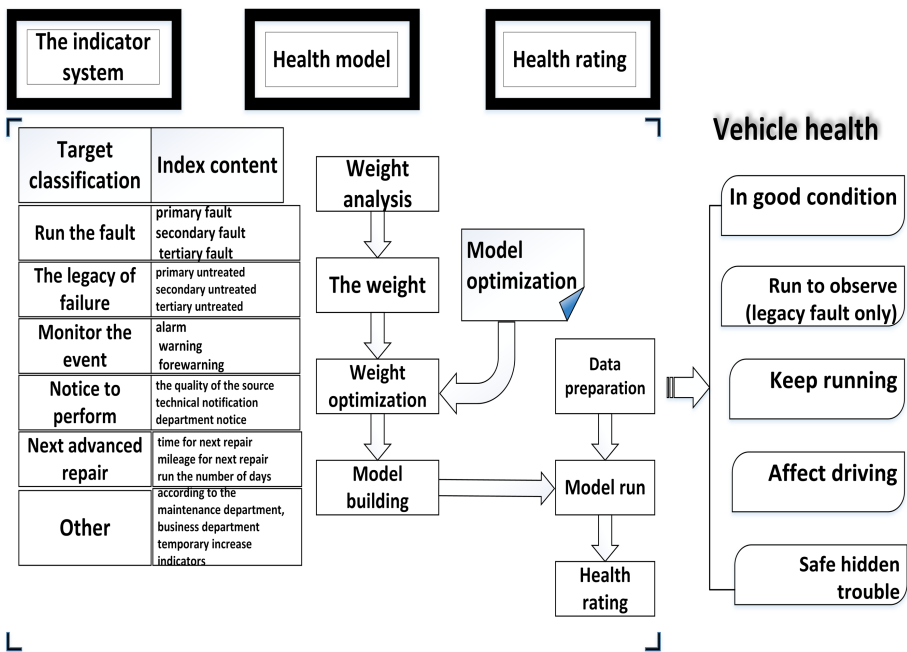 The indicator
system
Health model
Health rating
Vehicle health
Target
classification
Index content
Run the fault
primary fault
secondary fault
tertiary fault
The legacy of
failure
primary untreated
secondary untreated
tertiary untreated
Monitor the
event
alarm
warning
forewarning
Notice to
perform
the quality of the source
technical notification
department notice
Next advanced
repair
time for next repair
mileage for next repair
run the number of days
Other
according to the
maintenance department,
business department
temporary increase
indicators
Weight
analysis
The weight
Weight
optimization
Model
building
Model
optimization
Data
preparation
Model run
Health
rating
In good condition
Run to observe
(legacy fault only)
Keep running
Affect driving
Safe hidden
trouble